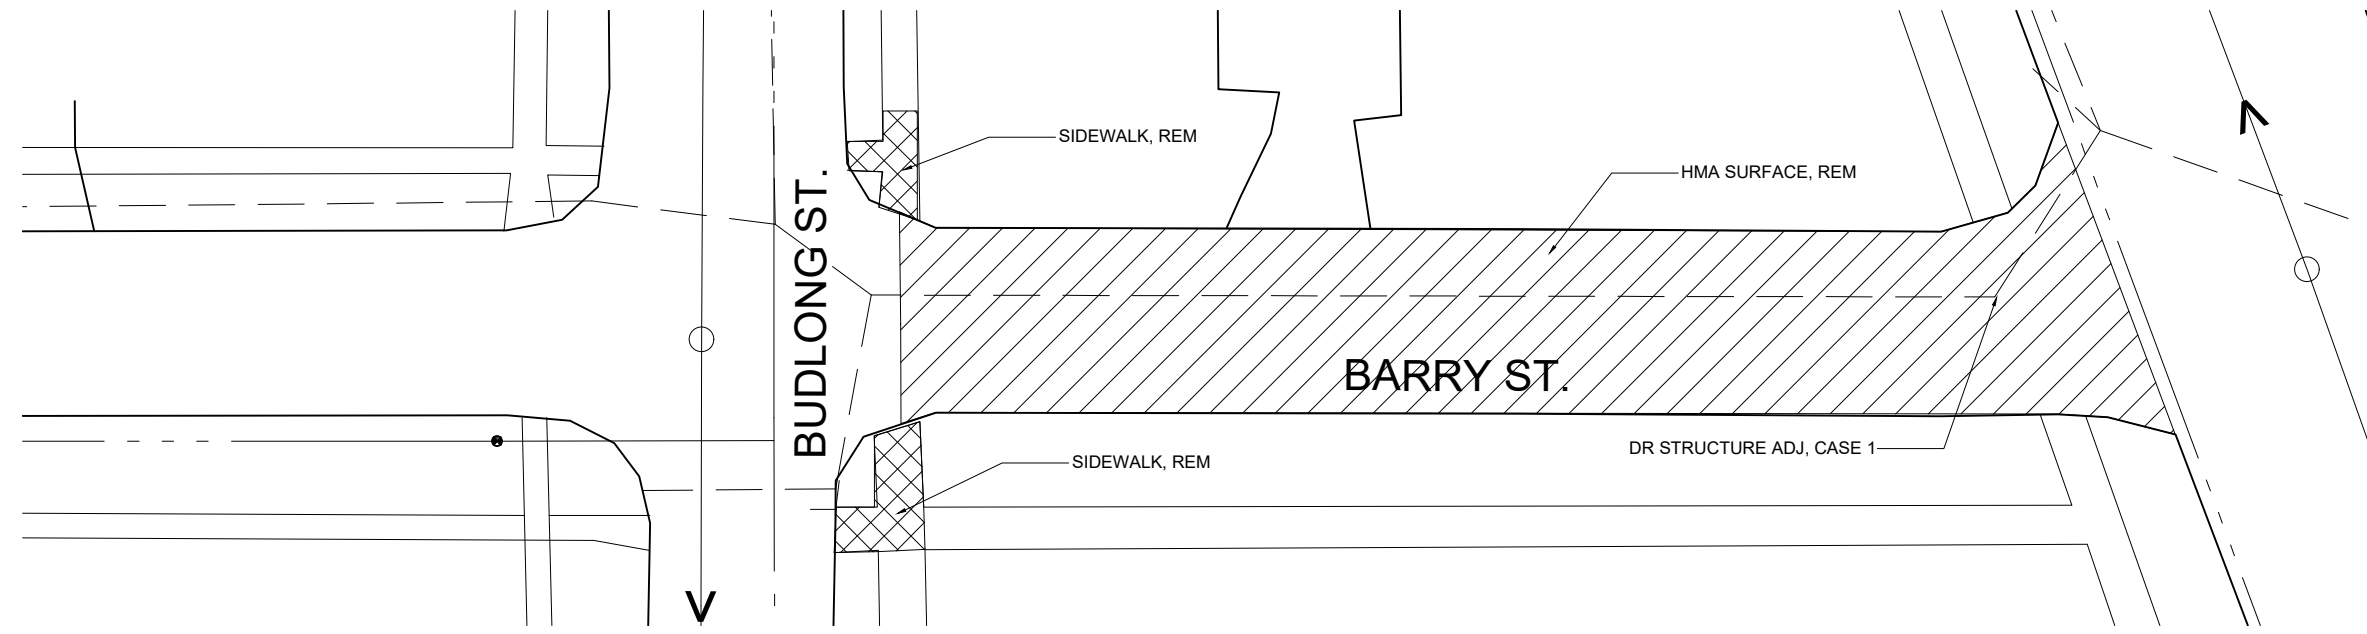 SIDEWALK, REM
HMA SURFACE, REM
BUDLONG ST.
BARRY ST.
DR STRUCTURE ADJ, CASE 1
SIDEWALK, REM